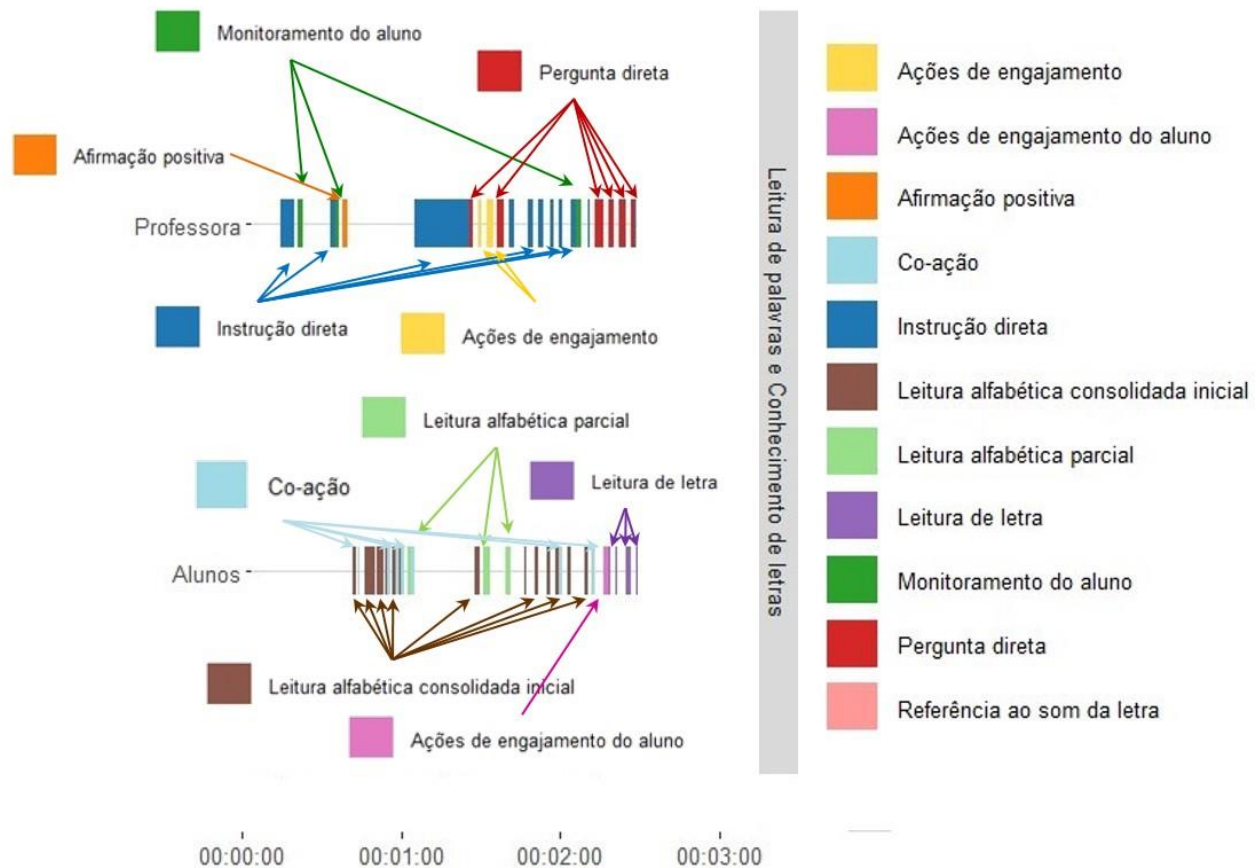 Monitoramento do aluno
Pergunta direta
Afirmação positiva
Professora
Instrução direta
Ações de engajamento
Leitura alfabética parcial
Co-ação
Leitura de letra
Alunos
Leitura alfabética consolidada inicial
Ações de engajamento do aluno
00:00:00
00:01:00
00:02:00
00:03:00
Leitura de palavras e Conhecimento de letras
Ações de engajamento
Ações de engajamento do aluno
Afirmação positiva
Co-ação
Instrução direta
Leitura alfabética consolidada inicial
Leitura alfabética parcial
Leitura de letra
Monitoramento do aluno
Pergunta direta
Referência ao som da letra